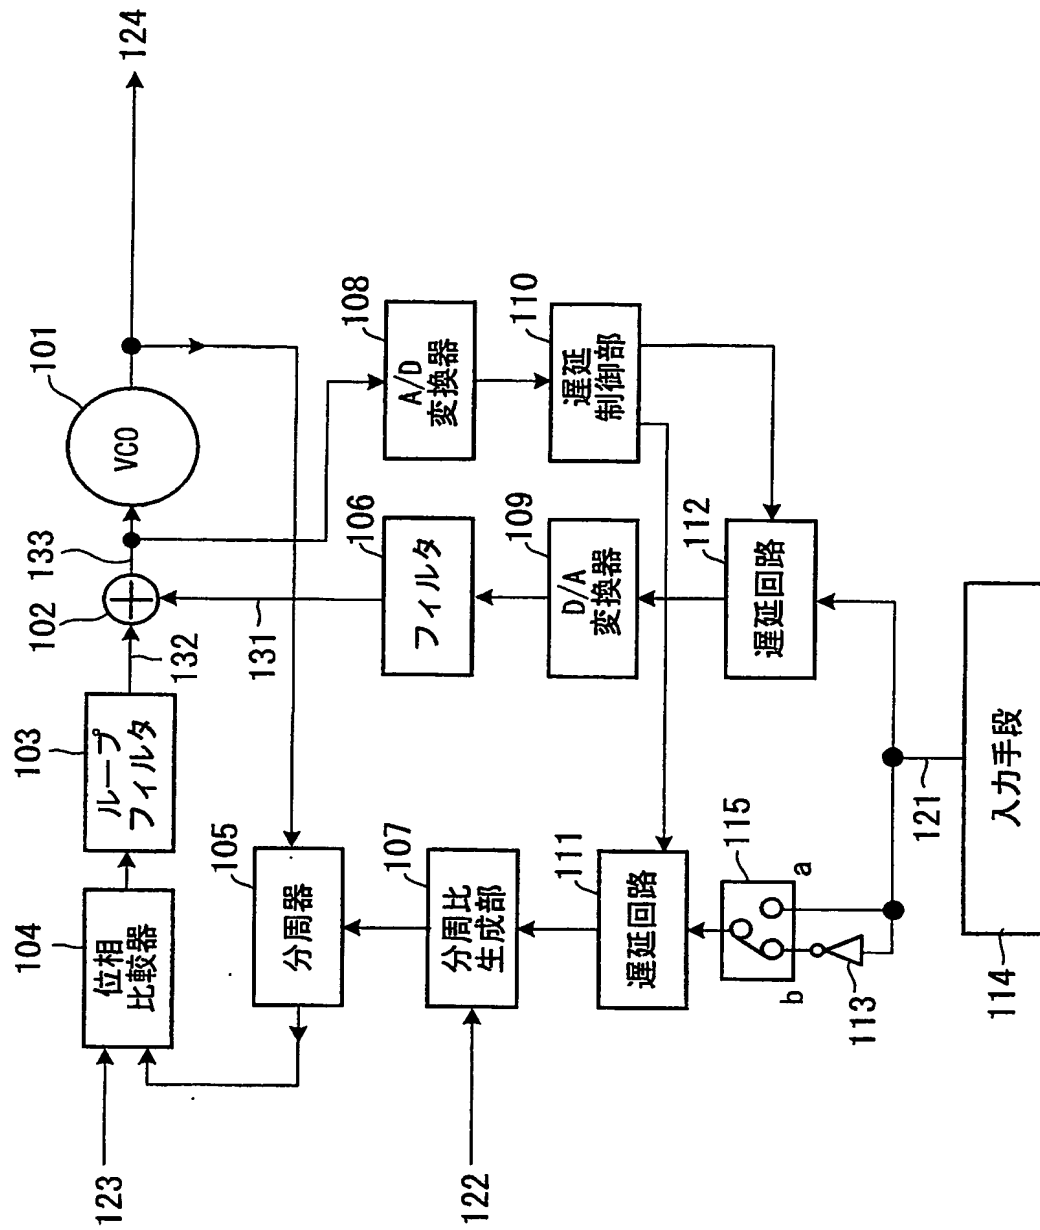 123
104
位相
比較器
103
ループ
フィルタ
132
102
133
101
VCO
124
105
分周器
131
106
フィルタ
108
A/D
変換器
122
107
分周比
生成部
109
D/A
変換器
110
遅延
制御部
111
遅延回路
112
遅延回路
115
a
b
113
121
114
入力手段